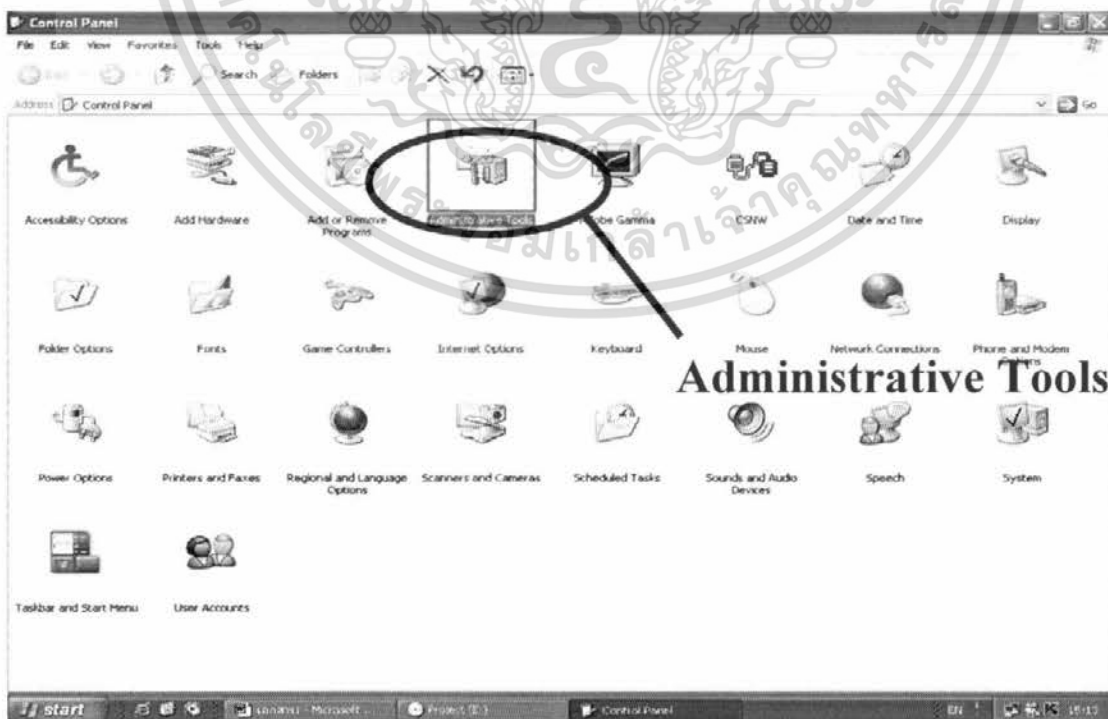 Control Panel
File Edit View Favorites Tools Help
Search Folders
Address Control Panel Go
Accessibility Options
Add Hardware
Add or Remove
Programs
Administrative Tools
Adobe Gamma
CSNW
Date and Time
Display
Folder Options
Fonts
Game Controllers
Internet Options
Keyboard
Mouse
Network Connections
Phone and Modem
Options
Administrative Tools
Power Options
Printers and Faxes
Regional and Language
Options
Scanners and Cameras
Scheduled Tasks
Sounds and Audio
Devices
Speech
System
Taskbar and Start Menu
User Accounts
start
Microsoft ...
Project (E:)
Control Panel
EN